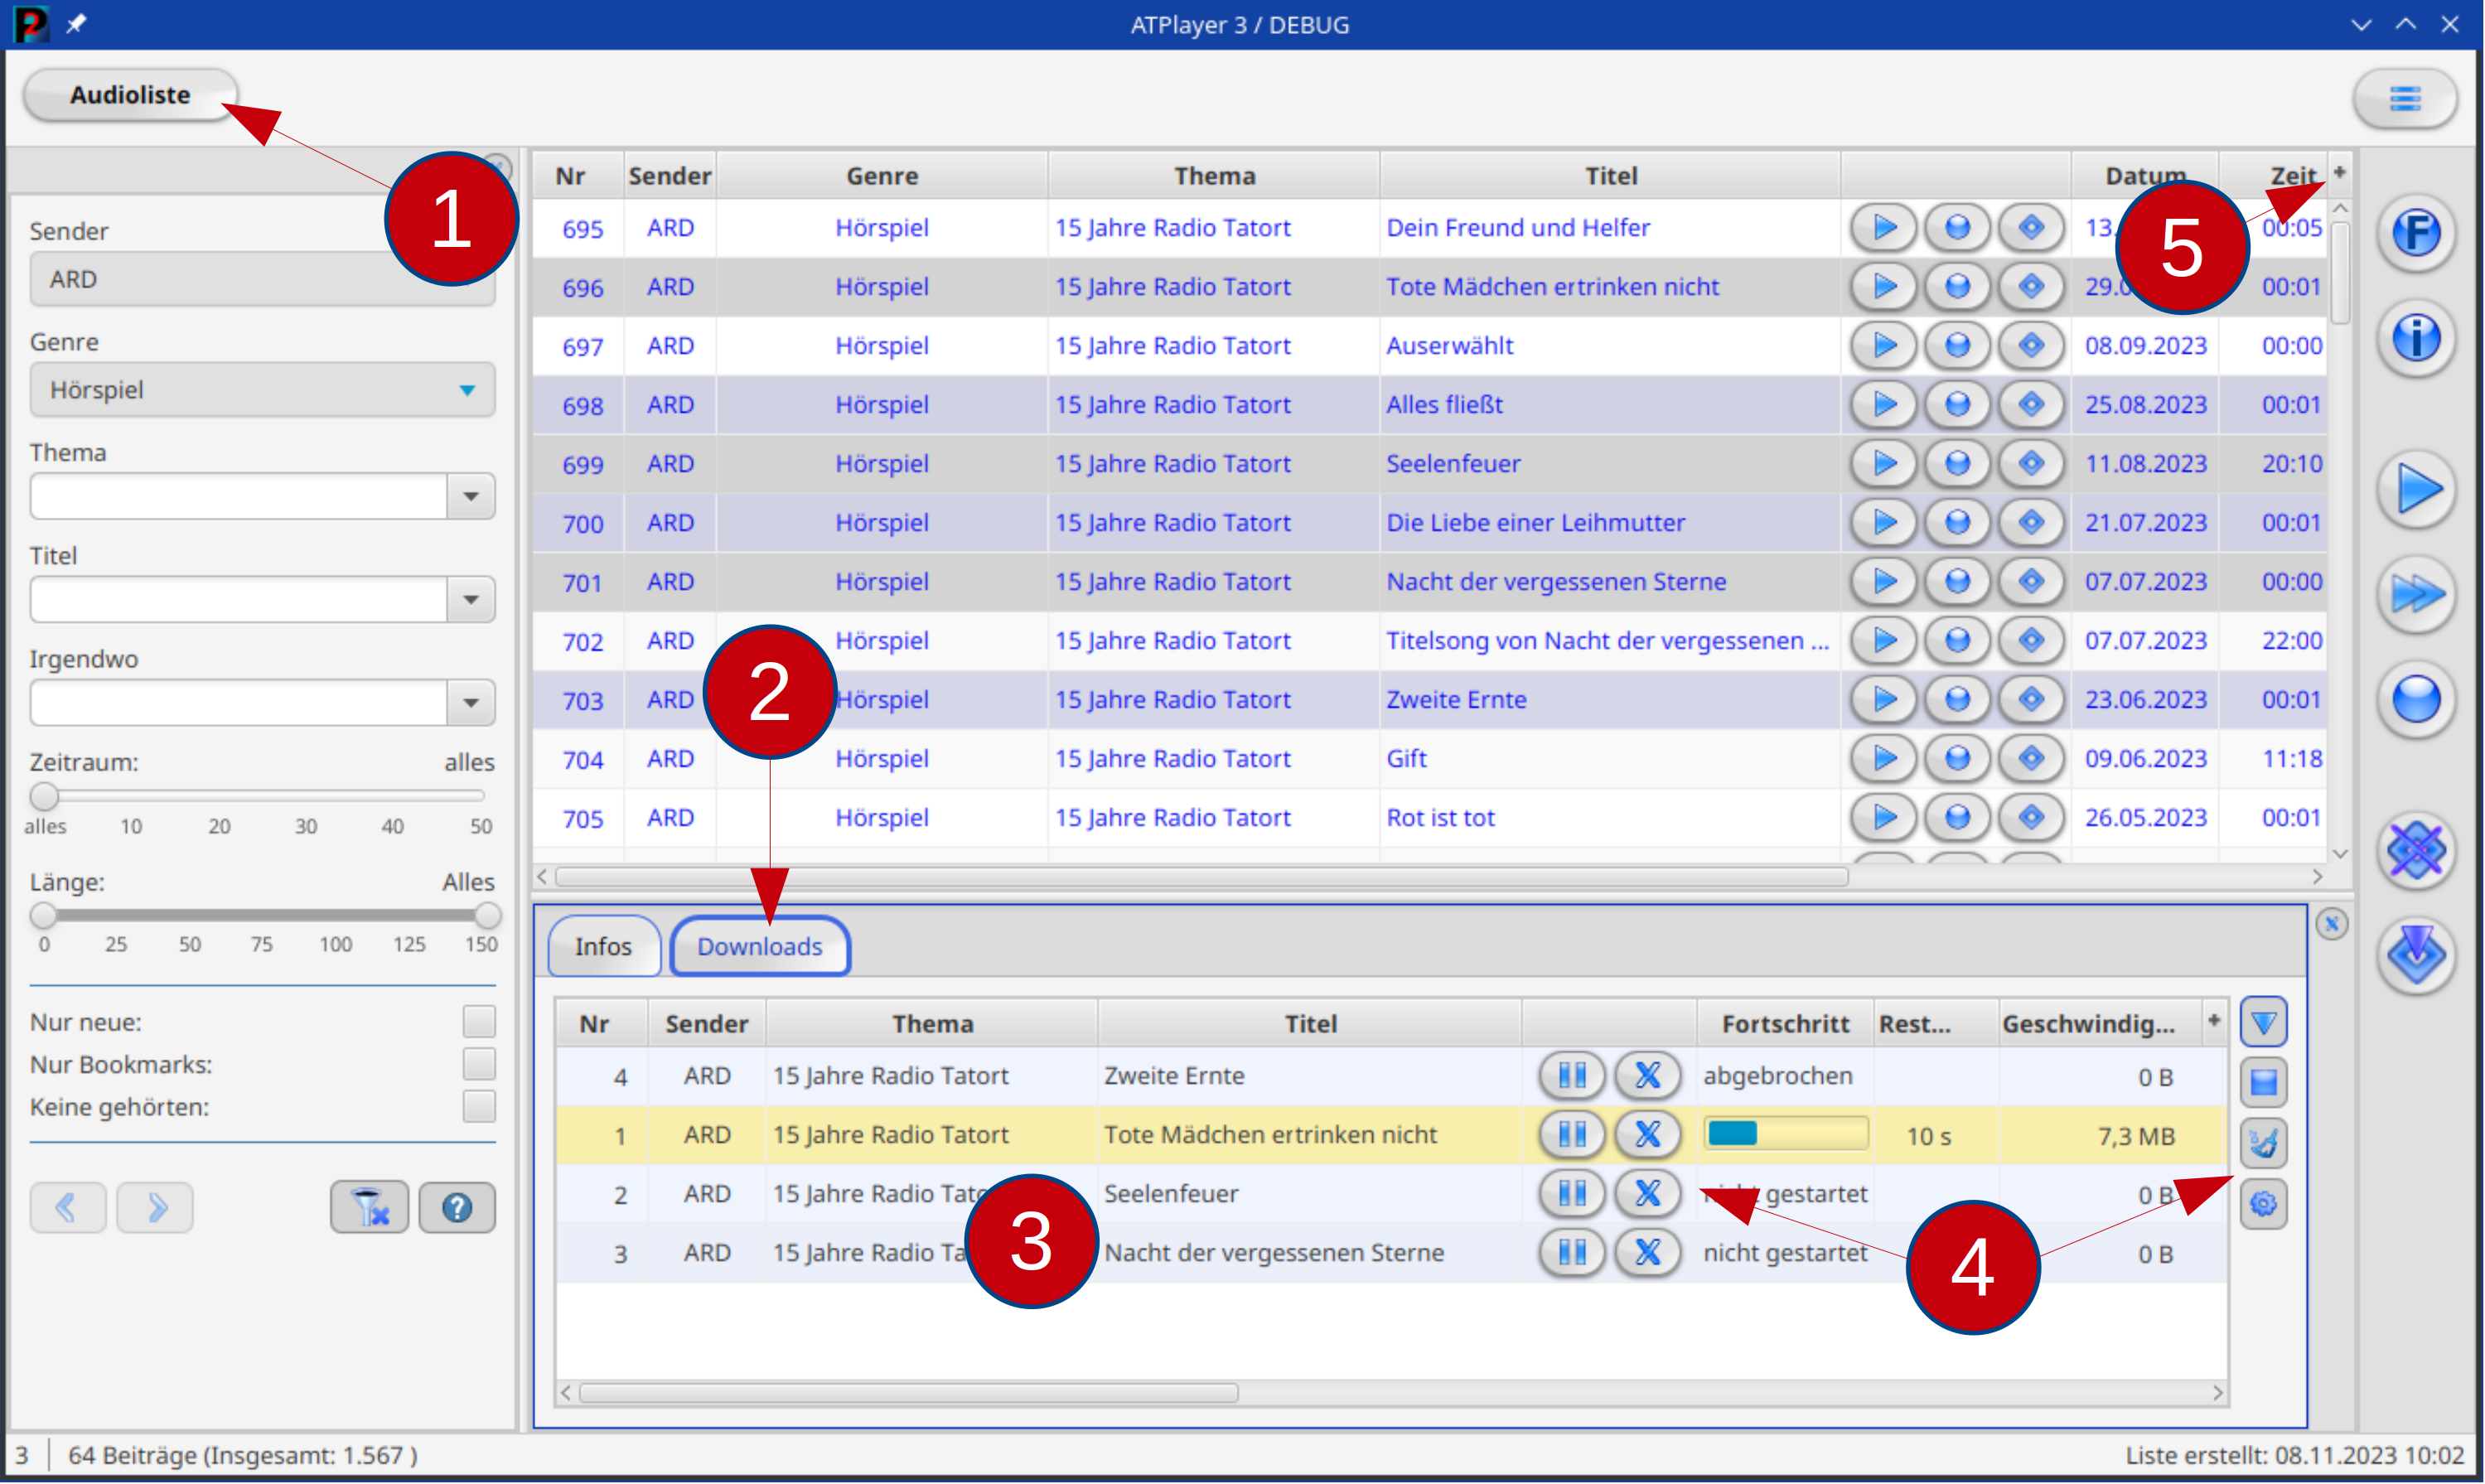 ATPlayer 3 / DEBUG
Audioliste
1
Sender
ARD
Genre
Hörspiel
Thema
Titel
Irgendwo
Zeitraum: alles
alles 10 20 30 40 50
Länge: Alles
0 25 50 75 100 125 150
Nur neue:
Nur Bookmarks:
Keine gehörten:
Nr Sender Genre Thema Titel Datum Zeit +
5
695 ARD Hörspiel 15 Jahre Radio Tatort Dein Freund und Helfer 13. 00:05
696 ARD Hörspiel 15 Jahre Radio Tatort Tote Mädchen ertrinken nicht 29.0 00:01
697 ARD Hörspiel 15 Jahre Radio Tatort Auserwählt 08.09.2023 00:00
698 ARD Hörspiel 15 Jahre Radio Tatort Alles fließt 25.08.2023 00:01
699 ARD Hörspiel 15 Jahre Radio Tatort Seelenfeuer 11.08.2023 20:10
700 ARD Hörspiel 15 Jahre Radio Tatort Die Liebe einer Leihmutter 21.07.2023 00:01
701 ARD Hörspiel 15 Jahre Radio Tatort Nacht der vergessenen Sterne 07.07.2023 00:00
702 ARD Hörspiel 15 Jahre Radio Tatort Titelsong von Nacht der vergessenen ... 07.07.2023 22:00
2
703 ARD Hörspiel 15 Jahre Radio Tatort Zweite Ernte 23.06.2023 00:01
704 ARD Hörspiel 15 Jahre Radio Tatort Gift 09.06.2023 11:18
705 ARD Hörspiel 15 Jahre Radio Tatort Rot ist tot 26.05.2023 00:01
F
i
Infos Downloads
Nr Sender Thema Titel Fortschritt Rest... Geschwindig... +
4 ARD 15 Jahre Radio Tatort Zweite Ernte abgebrochen 0 B
1 ARD 15 Jahre Radio Tatort Tote Mädchen ertrinken nicht 10 s 7,3 MB
2 ARD 15 Jahre Radio Seelenfeuer gestartet 0 B
3 ARD 15 Jahre Radio Nacht der vergessenen Sterne nicht gestartet 0 B
3
4
3 64 Beiträge (Insgesamt: 1.567 ) Liste erstellt: 08.11.2023 10:02